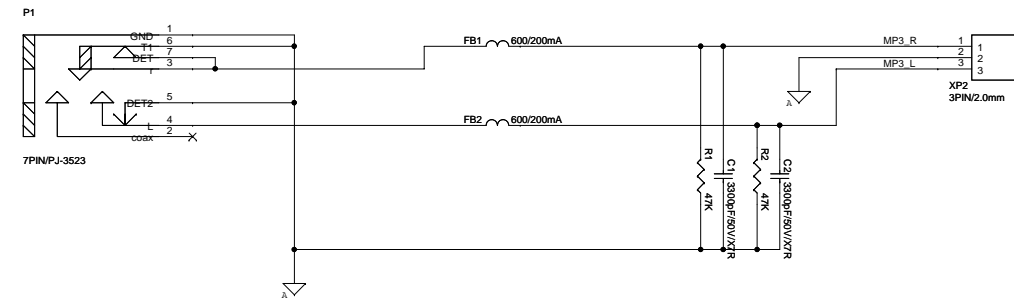 P1
1
GND
6
T1
7
DET
3
r
5
DET2
4
L
2
coax
7PIN/PJ-3523
FB1
600/200mA
FB2
600/200mA
MP3_R
1
2
MP3_L
3
1
2
3
XP2
3PIN/2.0mm
R1
47K
C1
3300pF/50V/X7R
R2
47K
C2
3300pF/50V/X7R
A
A